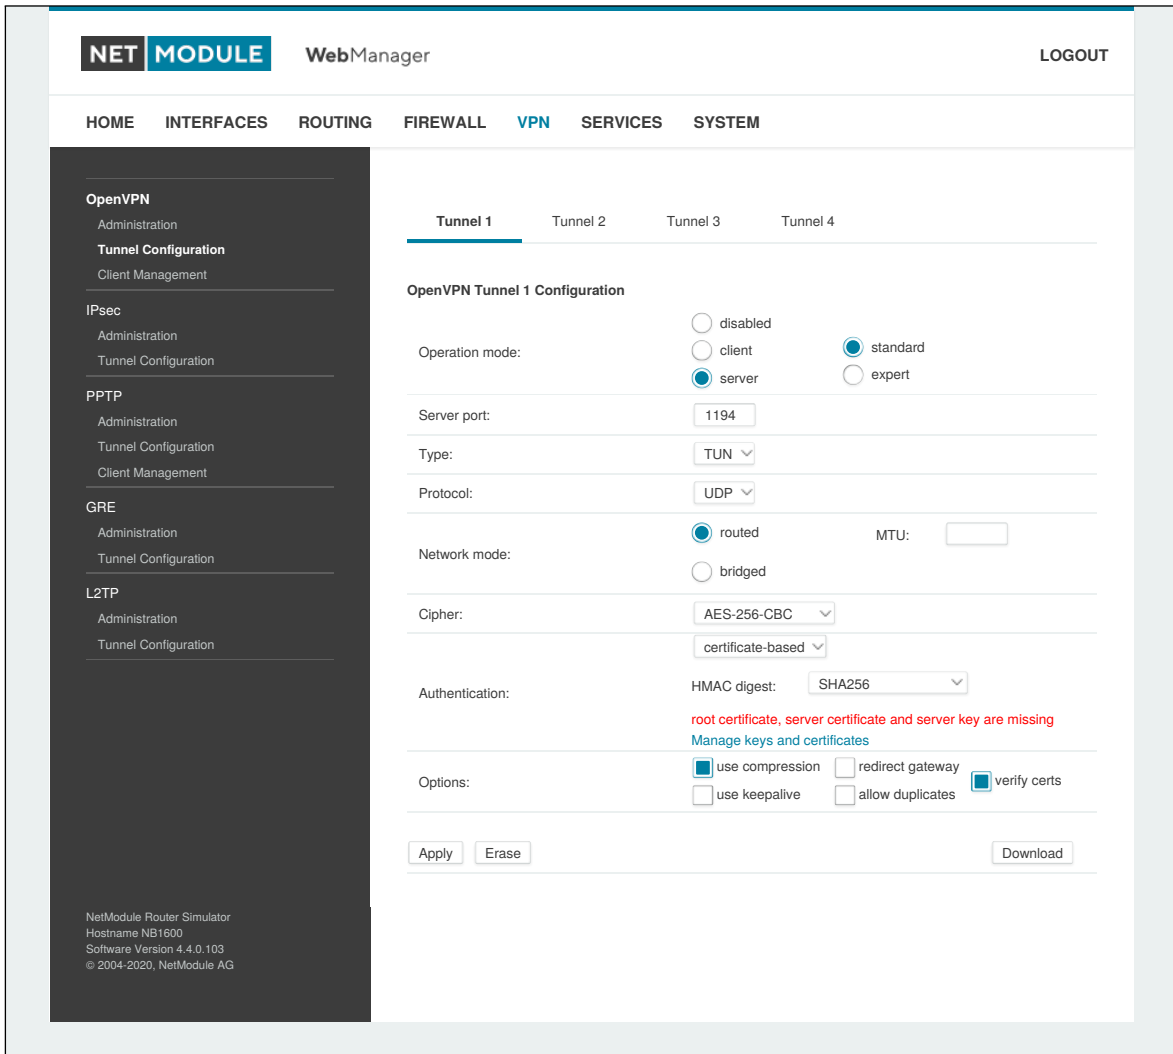 NET MODULE WebManager LOGOUT
HOME INTERFACES ROUTING FIREWALL VPN SERVICES SYSTEM
OpenVPN
Administration
Tunnel Configuration
Client Management
IPsec
Administration
Tunnel Configuration
PPTP
Administration
Tunnel Configuration
Client Management
GRE
Administration
Tunnel Configuration
L2TP
Administration
Tunnel Configuration
NetModule Router Simulator
Hostname NB1600
Software Version 4.4.0.103
© 2004-2020, NetModule AG
Tunnel 1 Tunnel 2 Tunnel 3 Tunnel 4
OpenVPN Tunnel 1 Configuration
Operation mode:
disabled
client
server
standard
expert
Server port: 1194
Type: TUN
Protocol: UDP
Network mode:
routed
bridged
MTU:
Cipher: AES-256-CBC
Authentication:
certificate-based
HMAC digest: SHA256
root certificate, server certificate and server key are missing
Manage keys and certificates
Options:
use compression redirect gateway
use keepalive allow duplicates
verify certs
Apply Erase Download